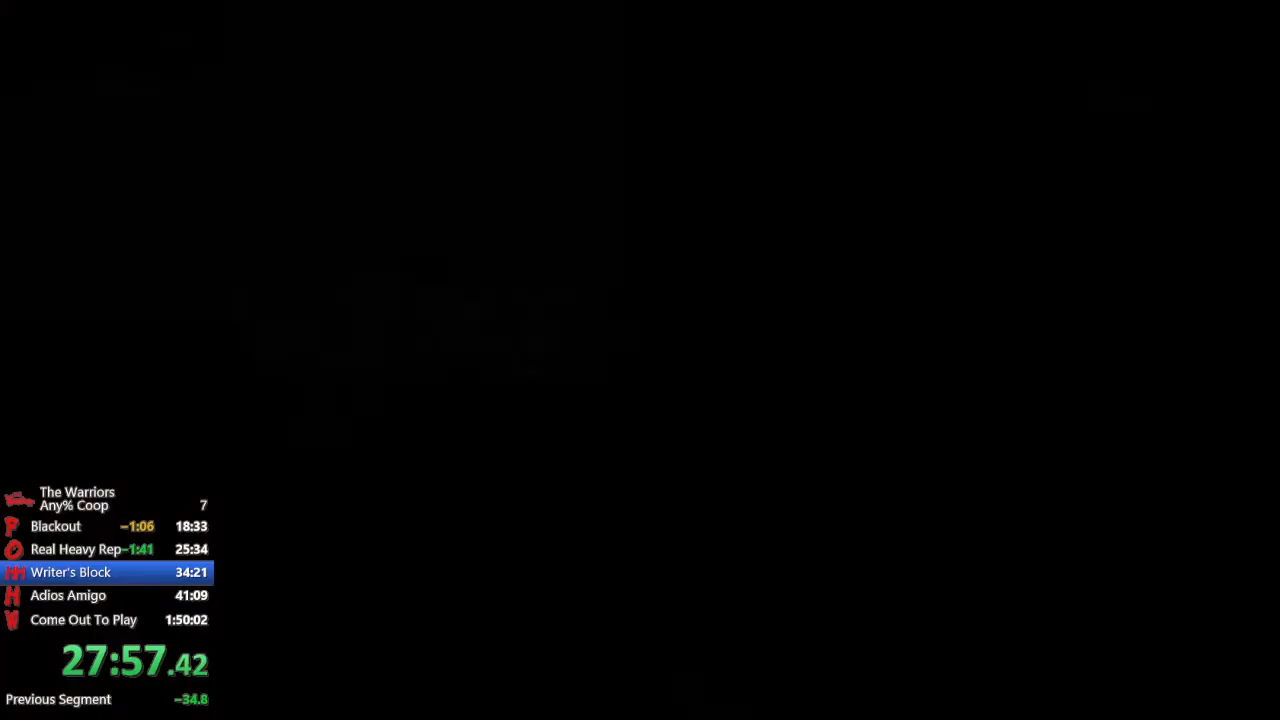 The Warriors
Any% Coop 7
Blackout −1:06 18:33
Real Heavy Rep −1:41 25:34
Writer's Block 34:21
Adios Amigo 41:09
Come Out To Play 1:50:02
27:57.42
Previous Segment −34.8